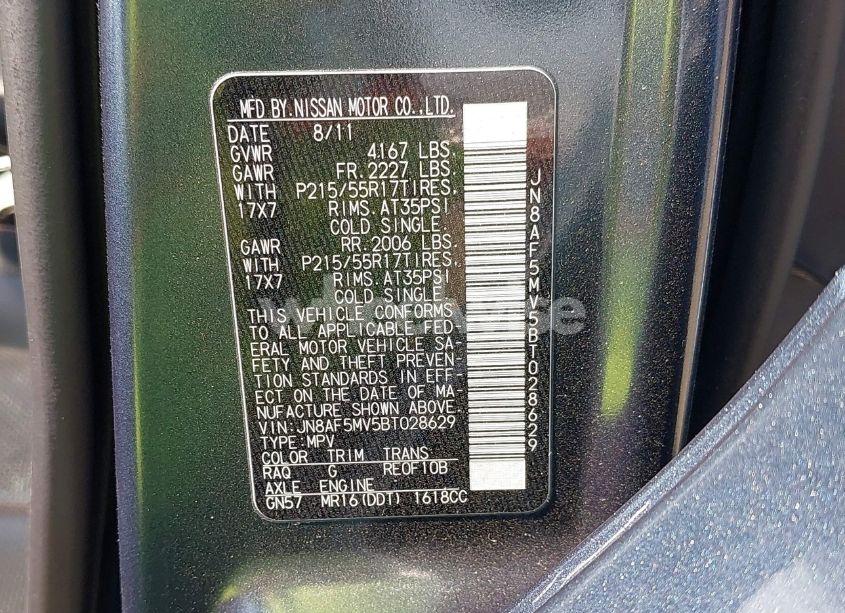 MFD BY.NISSAN MOTOR CO.,LTD.
DATE 8/11
GVWR 4167 LBS
GAWR FR.2227 LBS.
WITH P215/55R17TIRES.
17X7 RIMS.AT35PSI
COLD SINGLE.
GAWR RR.2006 LBS.
WITH P215/55R17TIRES.
17X7 RIMS.AT35PSI
COLD SINGLE.
THIS VEHICLE CONFORMS
TO ALL APPLICABLE FED-
ERAL MOTOR VEHICLE SA-
FETY AND THEFT PREVEN-
TION STANDARDS IN EFF-
ECT ON THE DATE OF MA
NUFACTURE SHOWN ABOVE.
VIN:JN8AF5MV5BT028629
TYPE:MPV
COLOR TRIM TRANS
RAQ G RE0F10B
AXLE ENGINE
GN57 MR16(DDT) 1618CC
JN8AF5MV5BT028629